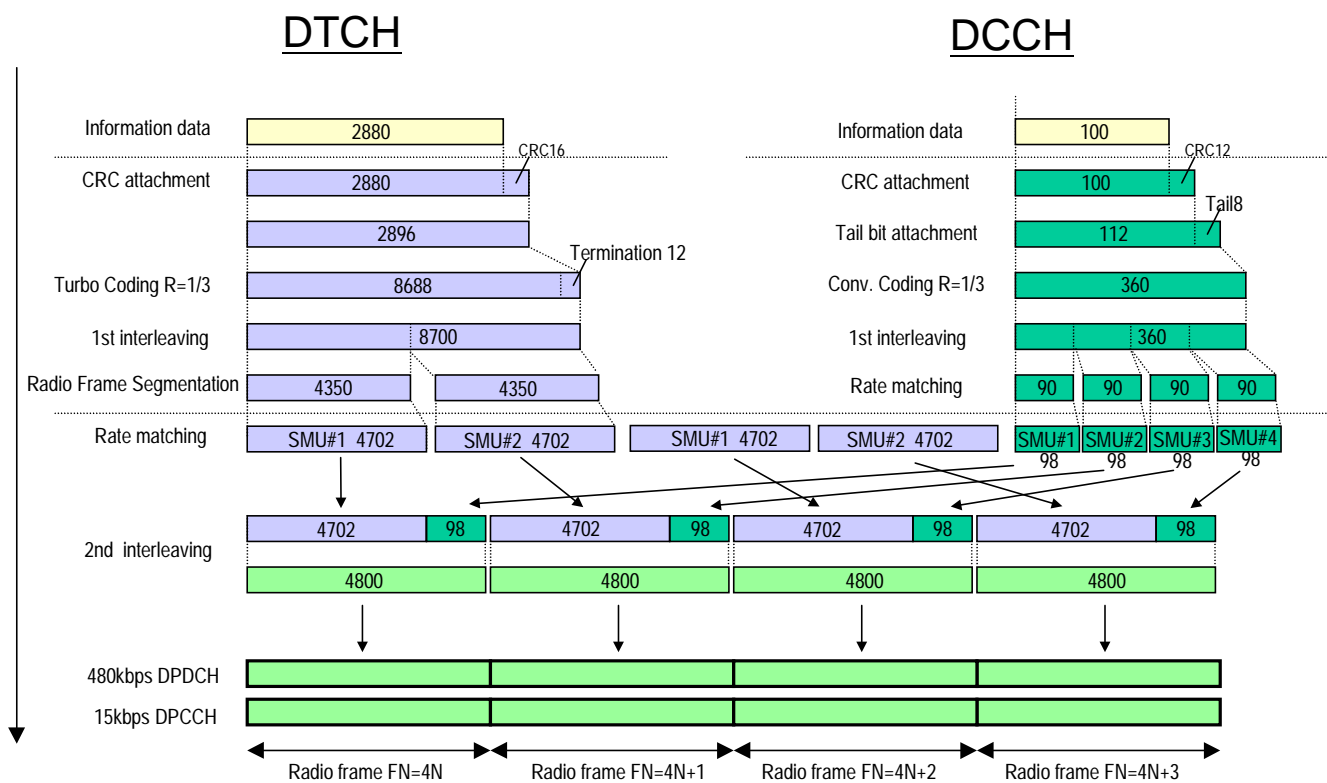 DTCH
DCCH
Information data
2880
Information data
100
CRC16
CRC12
CRC attachment
2880
CRC attachment
100
Tail8
2896
Tail bit attachment
112
Termination 12
Turbo Coding R=1/3
8688
Conv. Coding R=1/3
360
1st interleaving
8700
1st interleaving
360
Radio Frame Segmentation
4350
4350
Rate matching
90
90
90
90
Rate matching
SMU#1 4702
SMU#2 4702
SMU#1 4702
SMU#2 4702
SMU#1
SMU#2
SMU#3
SMU#4
98
98
98
98
2nd interleaving
4702
98
4702
98
4702
98
4702
98
4800
4800
4800
4800
480kbps DPDCH
15kbps DPCCH
Radio frame FN=4N
Radio frame FN=4N+1
Radio frame FN=4N+2
Radio frame FN=4N+3